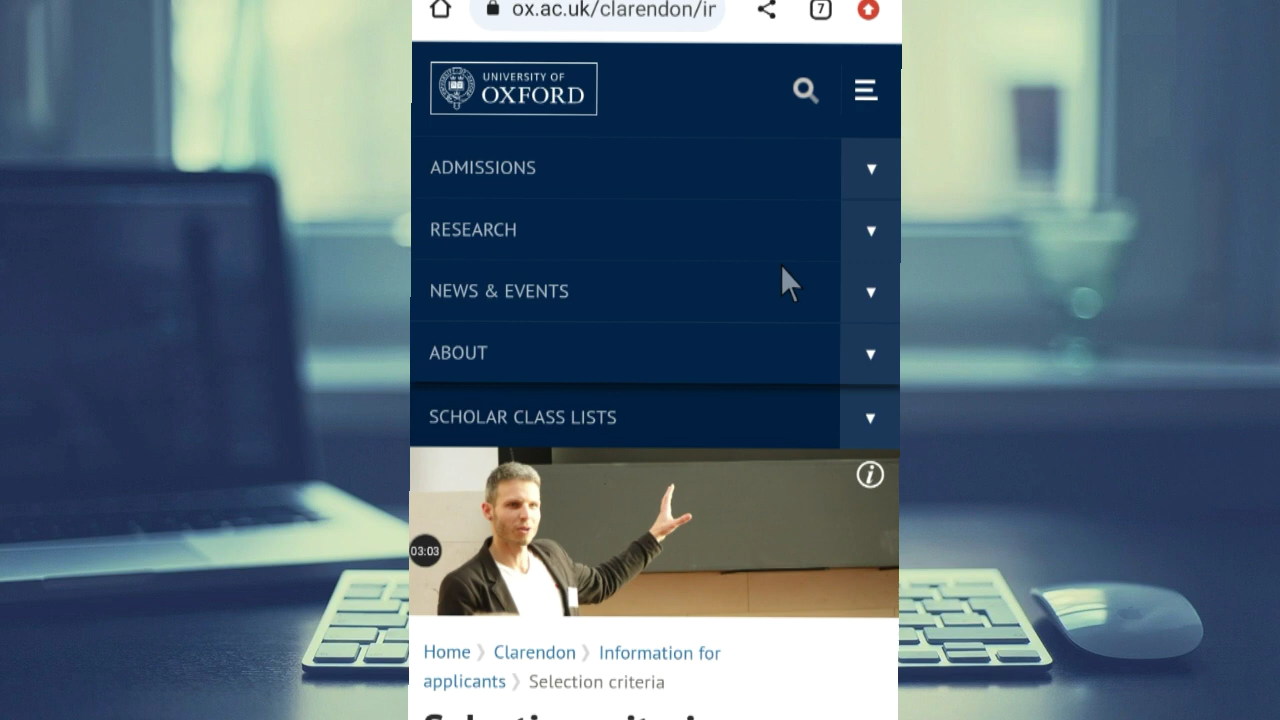 ox.ac.uk/clarendon/ir
7
UNIVERSITY OF
OXFORD
ADMISSIONS
RESEARCH
NEWS & EVENTS
ABOUT
SCHOLAR CLASS LISTS
i
03:03
Home 〉 Clarendon 〉 Information for
applicants 〉 Selection criteria